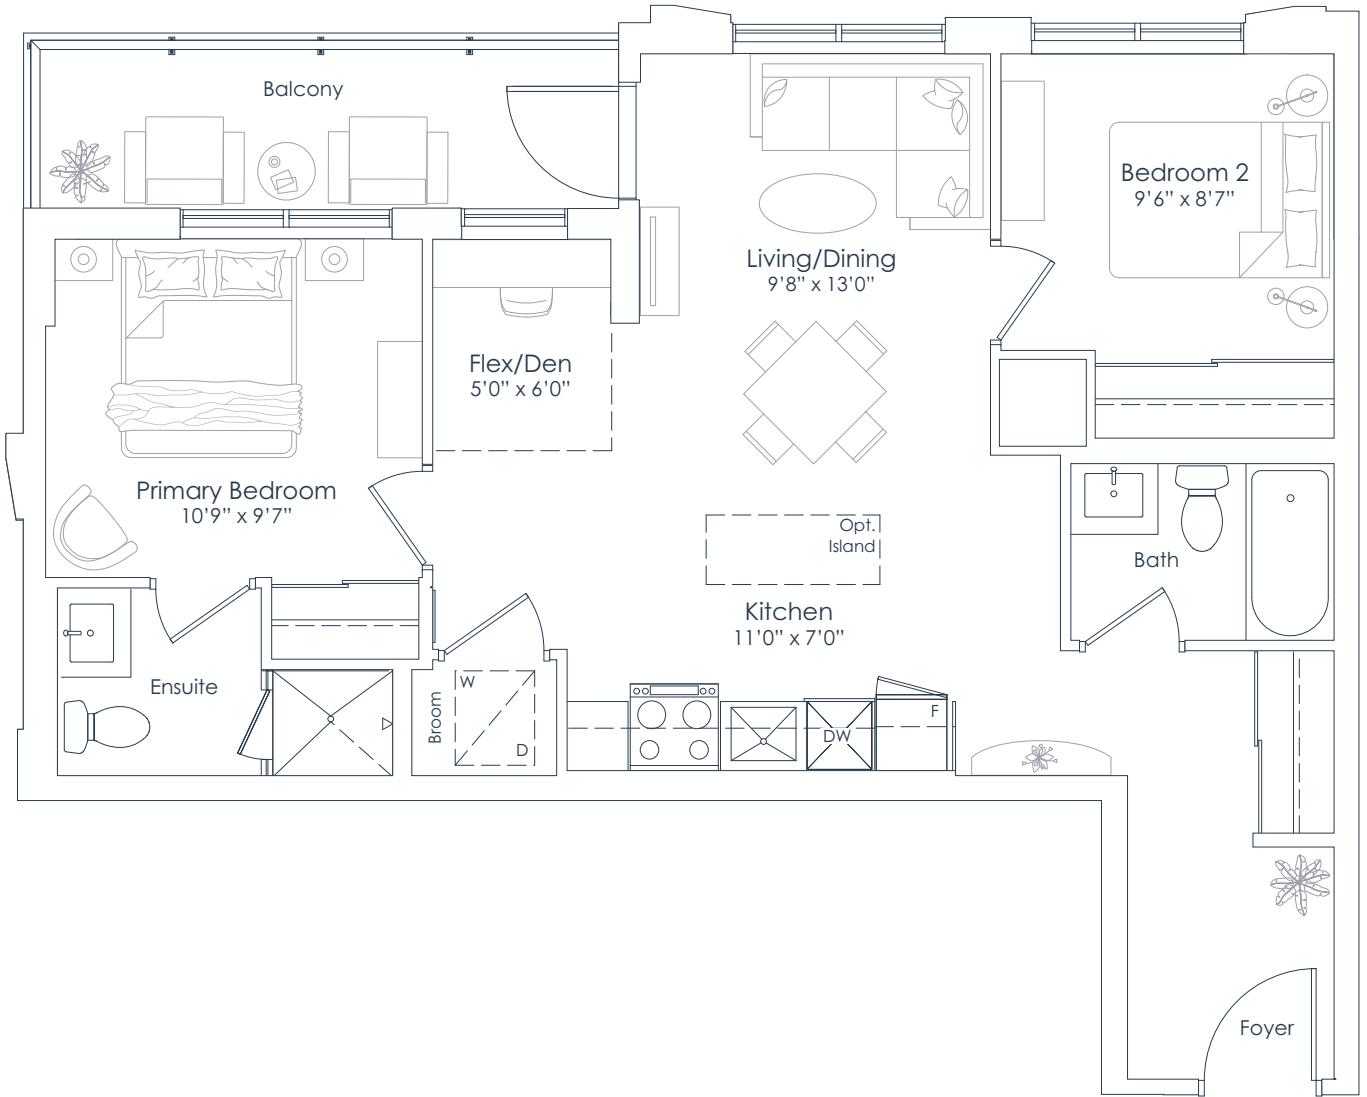 Balcony
Bedroom 2
9’6” x 8’7”
Living/Dining
9’8” x 13’0”
Flex/Den
5’0” x 6’0”
Primary Bedroom
10’9” x 9’7”
Opt.
Island
Bath
Kitchen
11’0” x 7’0”
Ensuite
Broom
W
D
DW
F
Foyer